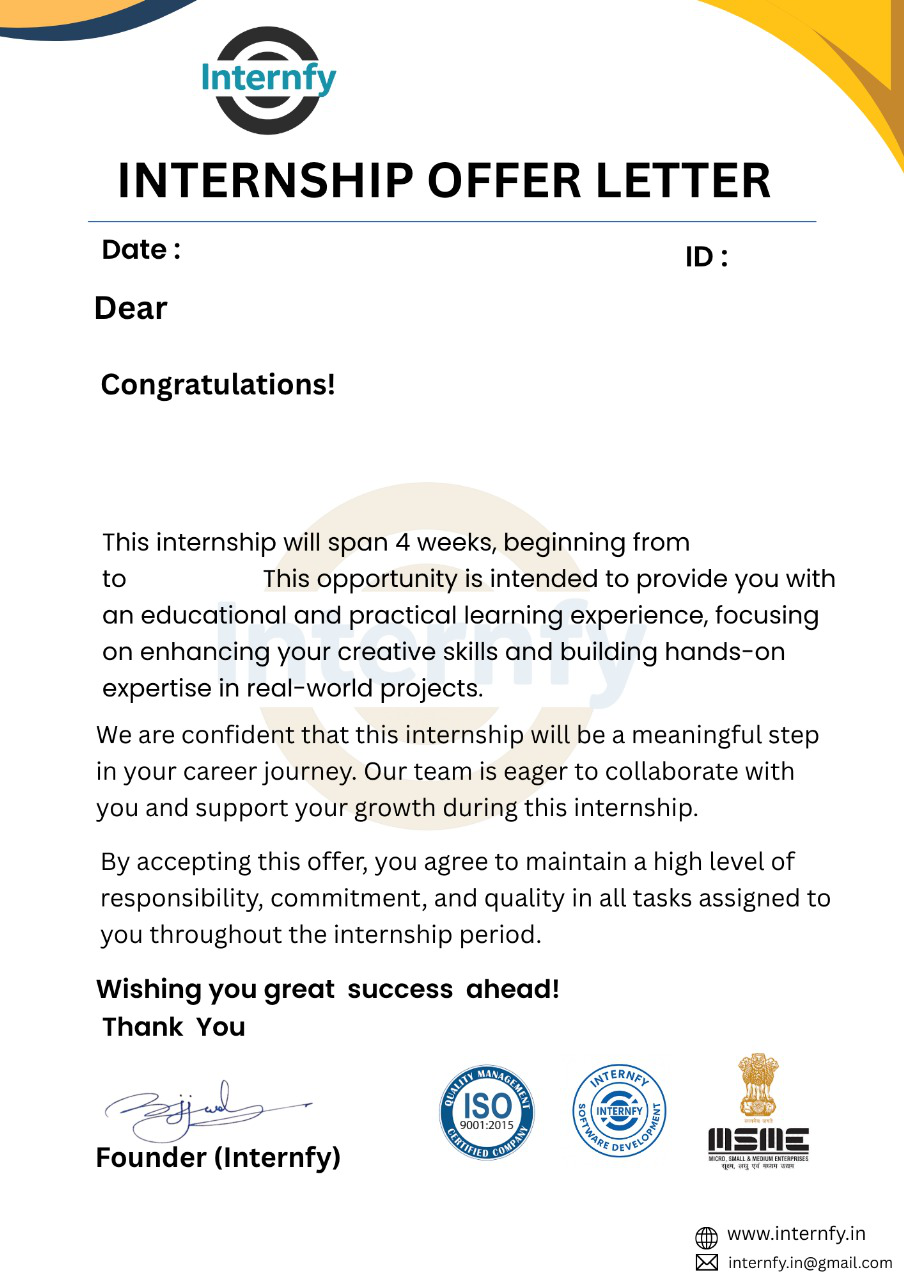 Internfy
INTERNSHIP OFFER LETTER
Date :
ID :
Dear
Congratulations!
This internship will span 4 weeks, beginning from
to This opportunity is intended to provide you with
an educational and practical learning experience, focusing
on enhancing your creative skills and building hands-on
expertise in real-world projects.
Internfy
We are confident that this internship will be a meaningful step
in your career journey. Our team is eager to collaborate with
you and support your growth during this internship.
By accepting this offer, you agree to maintain a high level of
responsibility, commitment, and quality in all tasks assigned to
you throughout the internship period.
Wishing you great success ahead!
Thank You
Founder (Internfy)
QUALITY MANAGEMENT
ISO
9001:2015
CERTIFIED COMPANY
INTERNFY
INTERNFY
SOFTWARE DEVELOPMENT
सत्यमेव जयते
MSME
MICRO, SMALL & MEDIUM ENTERPRISES
सूक्ष्म, लघु एवं मध्यम उद्यम
www.internfy.in
internfy.in@gmail.com